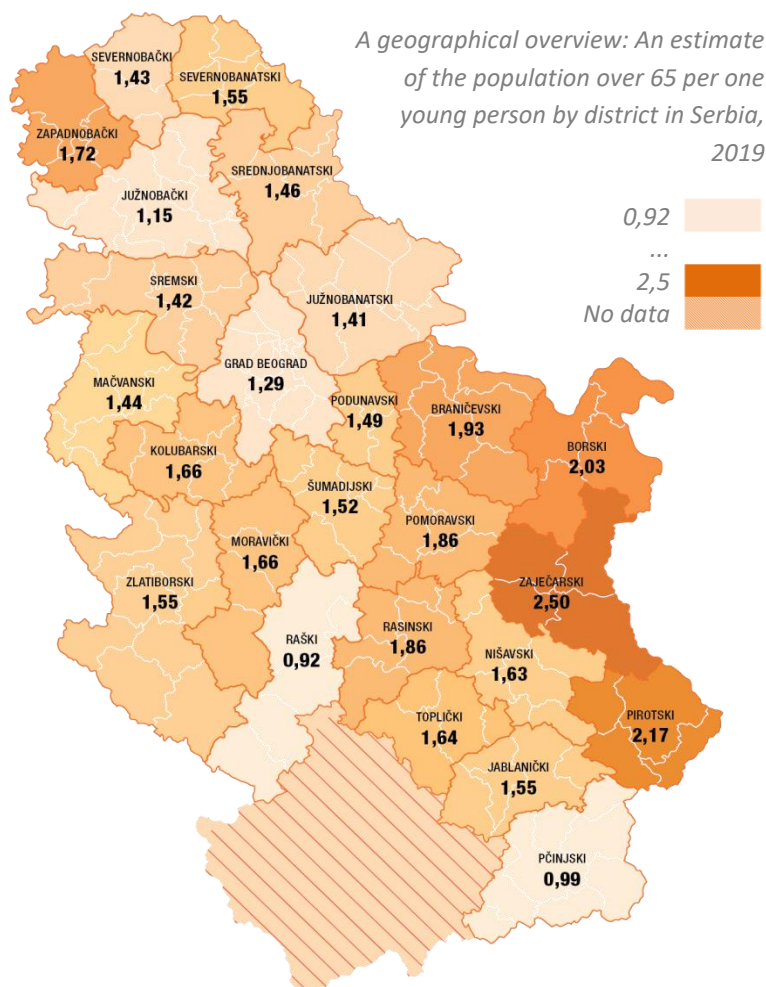 A geographical overview: An estimate
of the population over 65 per one
young person by district in Serbia,
2019
0,92
...
2,5
No data
SEVERNOBAČKI
1,43
SEVERNOBANATSKI
1,55
ZAPADNOBAČKI
1,72
JUŽNOBAČKI
1,15
SREDNJOBANATSKI
1,46
SREMSKI
1,42
JUŽNOBANATSKI
1,41
GRAD BEOGRAD
1,29
MAČVANSKI
1,44
PODUNAVSKI
1,49
BRANIČEVSKI
1,93
BORSKI
2,03
KOLUBARSKI
1,66
ŠUMADIJSKI
1,52
POMORAVSKI
1,86
MORAVIČKI
1,66
ZLATIBORSKI
1,55
ZAJEČARSKI
2,50
RAŠKI
0,92
RASINSKI
1,86
NIŠAVSKI
1,63
TOPLIČKI
1,64
PIROTSKI
2,17
JABLANIČKI
1,55
PČINJSKI
0,99